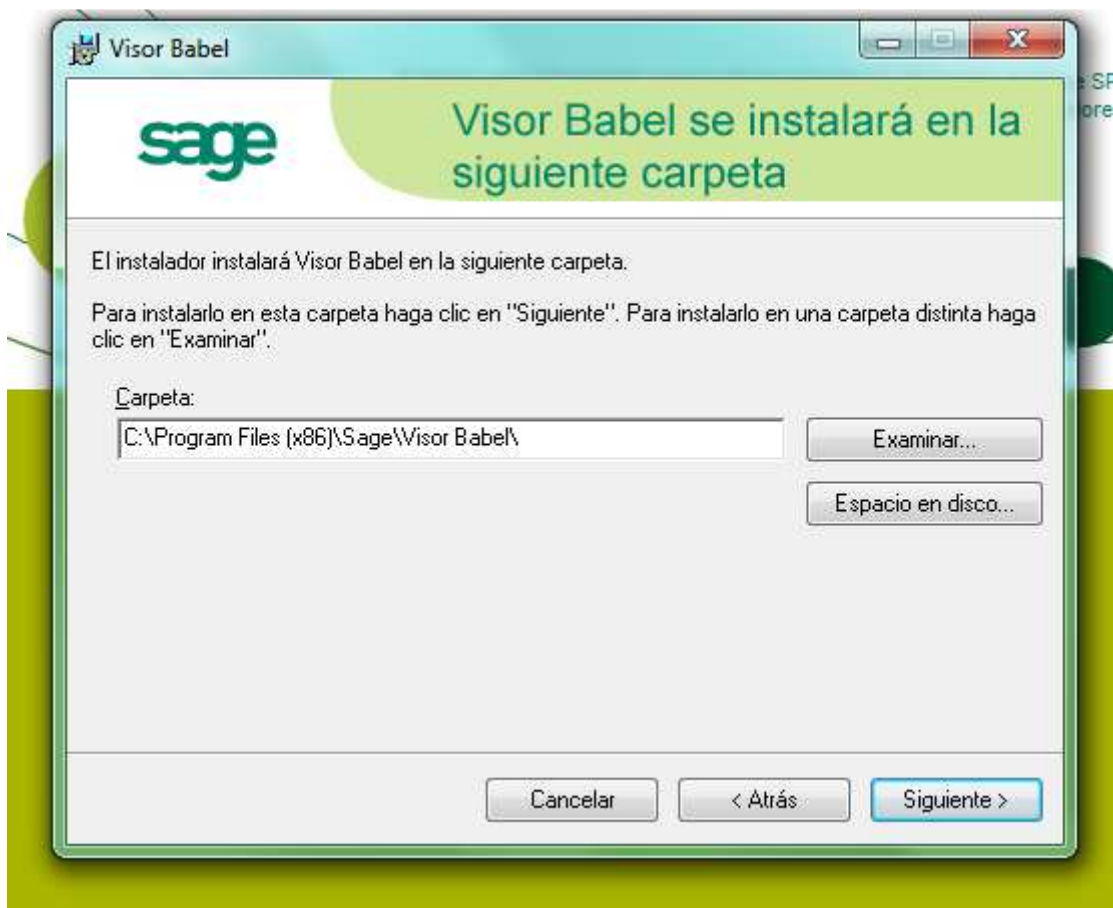 Visor Babel
sage
Visor Babel se instalará en la
siguiente carpeta
El instalador instalará Visor Babel en la siguiente carpeta.
Para instalarlo en esta carpeta haga clic en "Siguiente". Para instalarlo en una carpeta distinta haga
clic en "Examinar".
Carpeta:
C:\Program Files (x86)\Sage\Visor Babel\
Examinar...
Espacio en disco...
Cancelar
< Atrás
Siguiente >